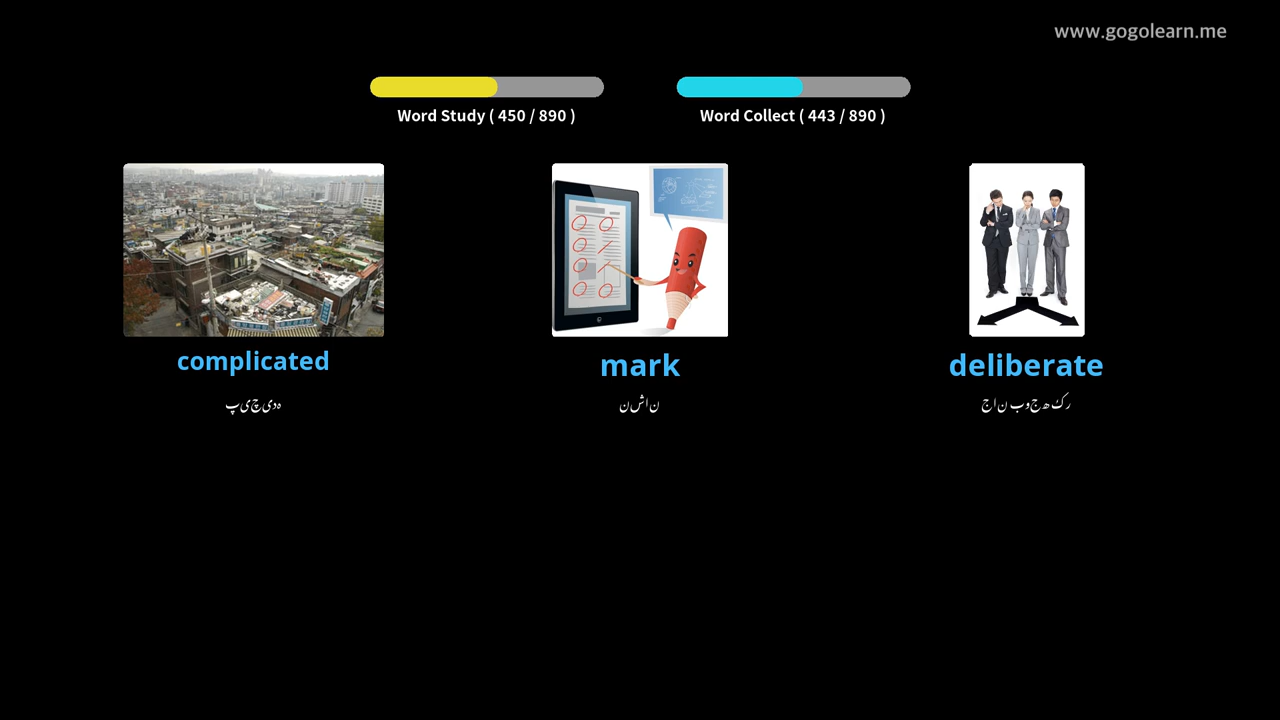 www.gogolearn.me
Word Study ( 450 / 890 )
Word Collect ( 443 / 890 )
complicated
mark
deliberate
پیچیدہ
نشان
جان بوجھ کر